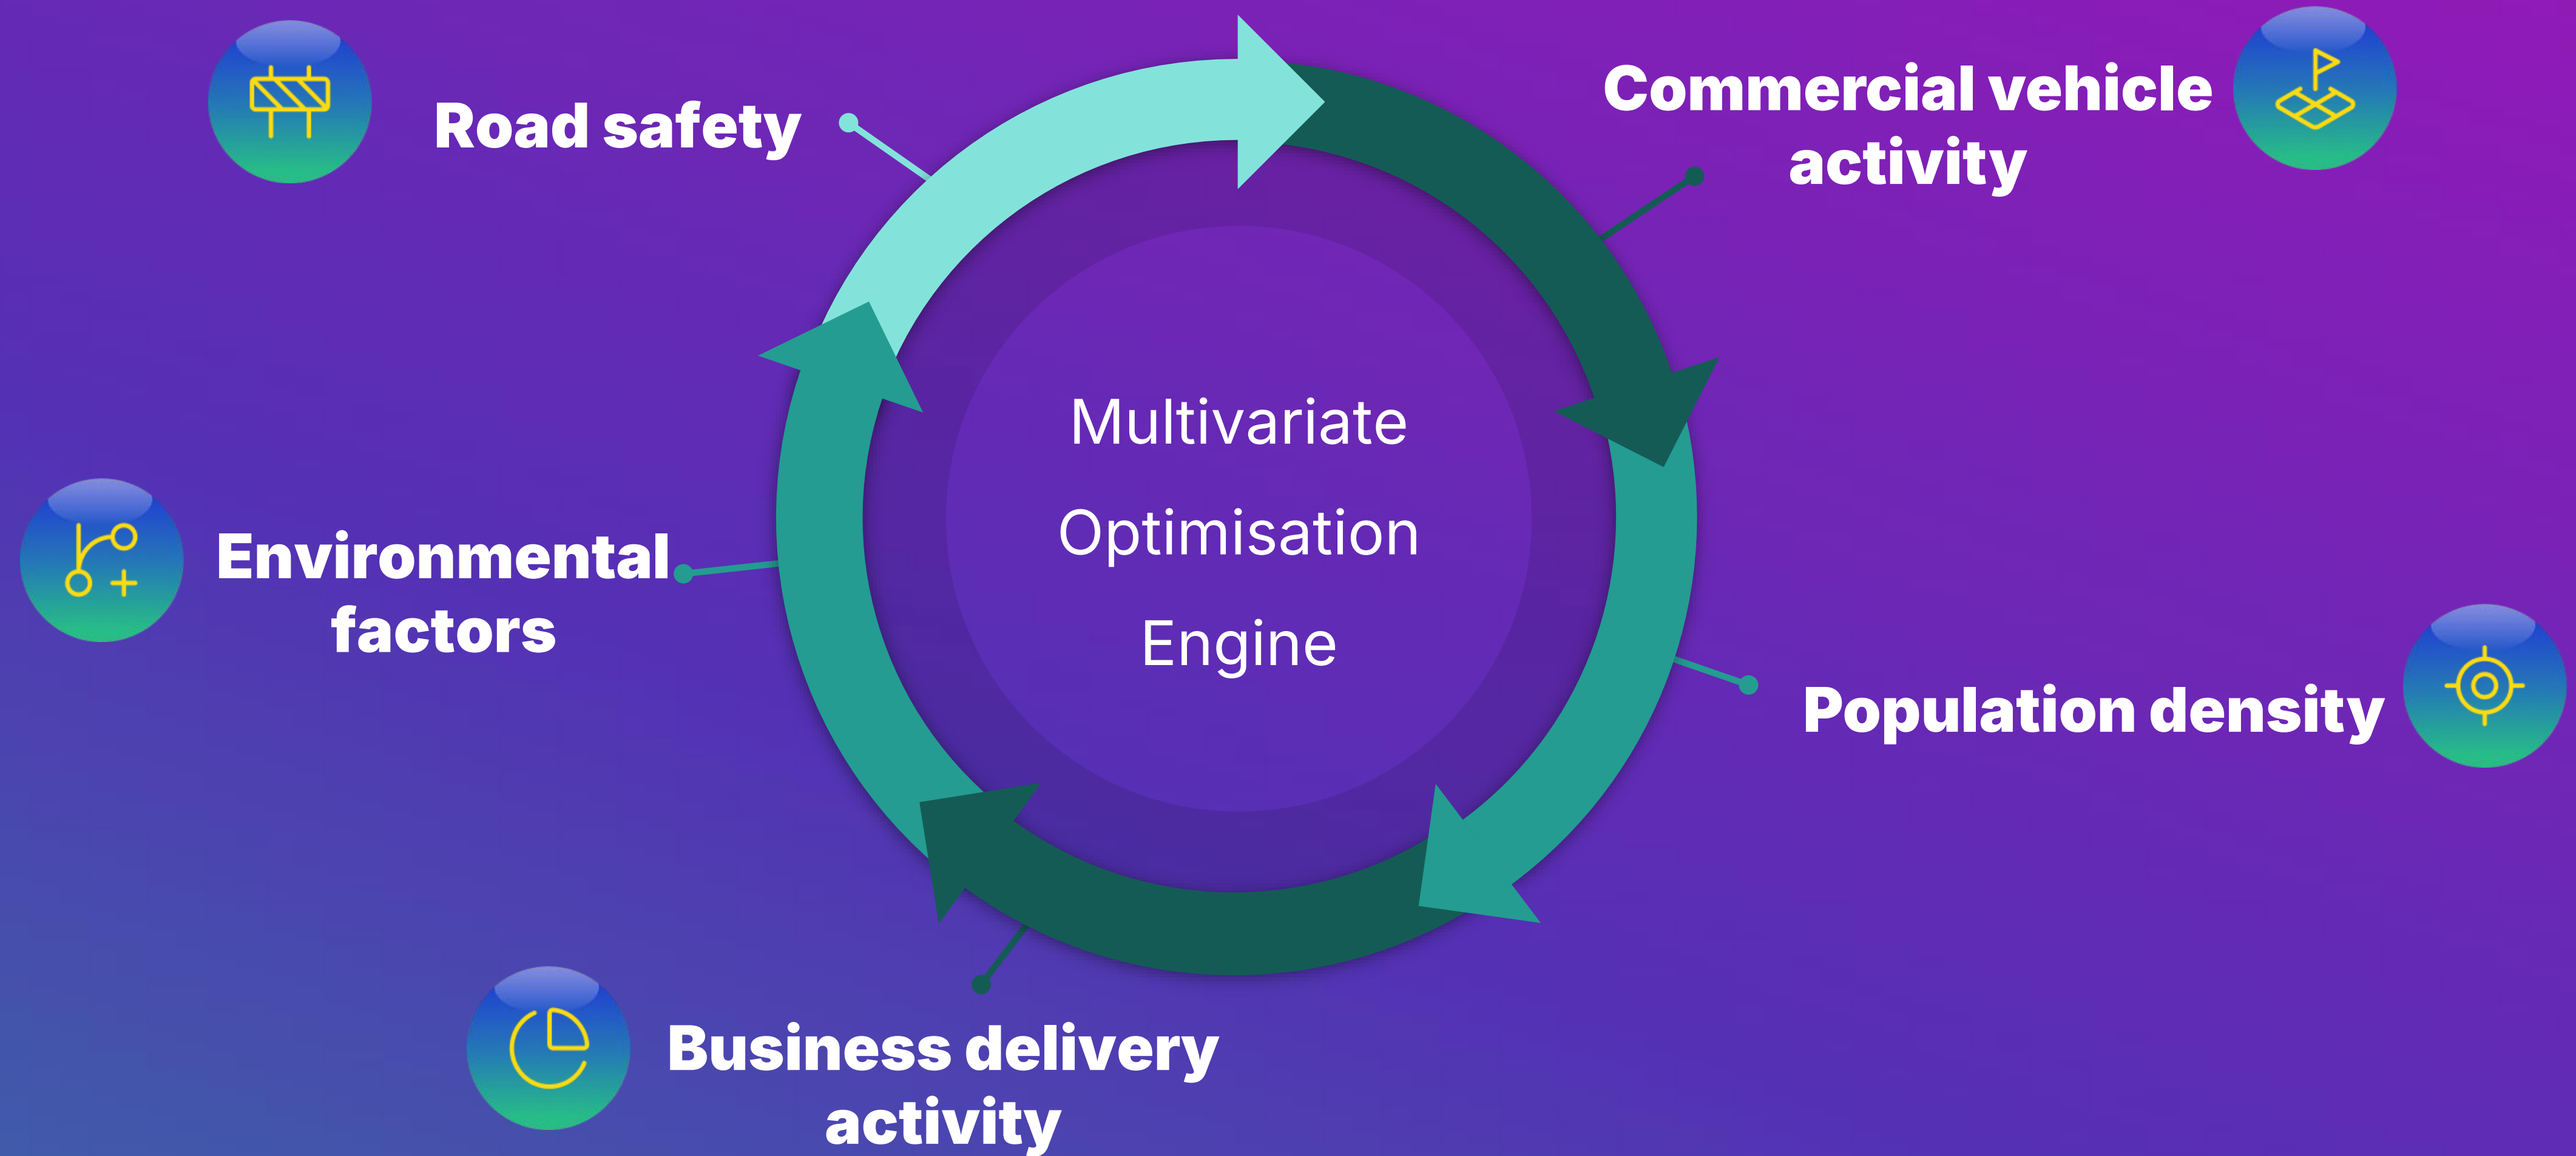 Road safety
Commercial vehicle
activity
Multivariate
Optimisation
Engine
Environmental
factors
Population density
Business delivery
activity